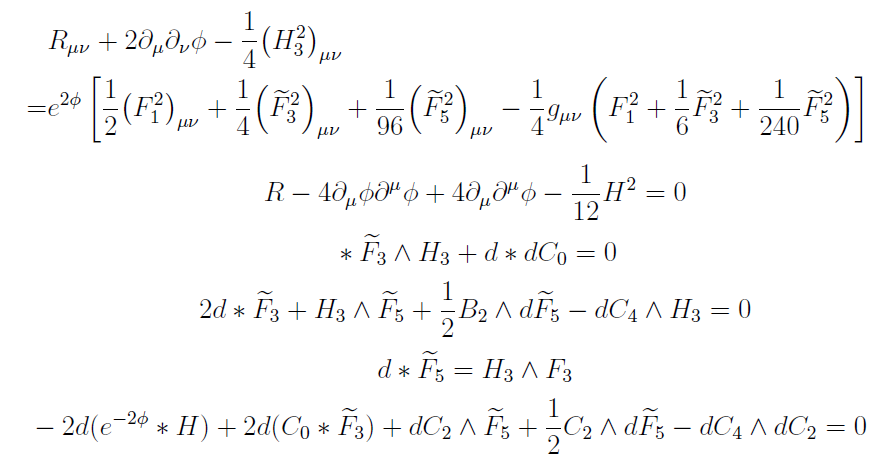 $R_{\mu\nu} + 2\partial_\mu \partial_\nu \phi - \frac{1}{4}\left(H_3^2\right)_{\mu\nu}$
$= e^{2\phi}\left[\frac{1}{2}\left(F_1^2\right)_{\mu\nu} + \frac{1}{4}\left(\widetilde{F}_3^2\right)_{\mu\nu} + \frac{1}{96}\left(\widetilde{F}_5^2\right)_{\mu\nu} - \frac{1}{4}g_{\mu\nu}\left(F_1^2 + \frac{1}{6}\widetilde{F}_3^2 + \frac{1}{240}\widetilde{F}_5^2\right)\right]$
$R - 4\partial_\mu \phi \partial^\mu \phi + 4\partial_\mu \partial^\mu \phi - \frac{1}{12}H^2 = 0$
$* \widetilde{F}_3 \wedge H_3 + d * dC_0 = 0$
$2d * \widetilde{F}_3 + H_3 \wedge \widetilde{F}_5 + \frac{1}{2}B_2 \wedge d\widetilde{F}_5 - dC_4 \wedge H_3 = 0$
$d * \widetilde{F}_5 = H_3 \wedge F_3$
$-2d(e^{-2\phi} * H) + 2d(C_0 * \widetilde{F}_3) + dC_2 \wedge \widetilde{F}_5 + \frac{1}{2}C_2 \wedge d\widetilde{F}_5 - dC_4 \wedge dC_2 = 0$